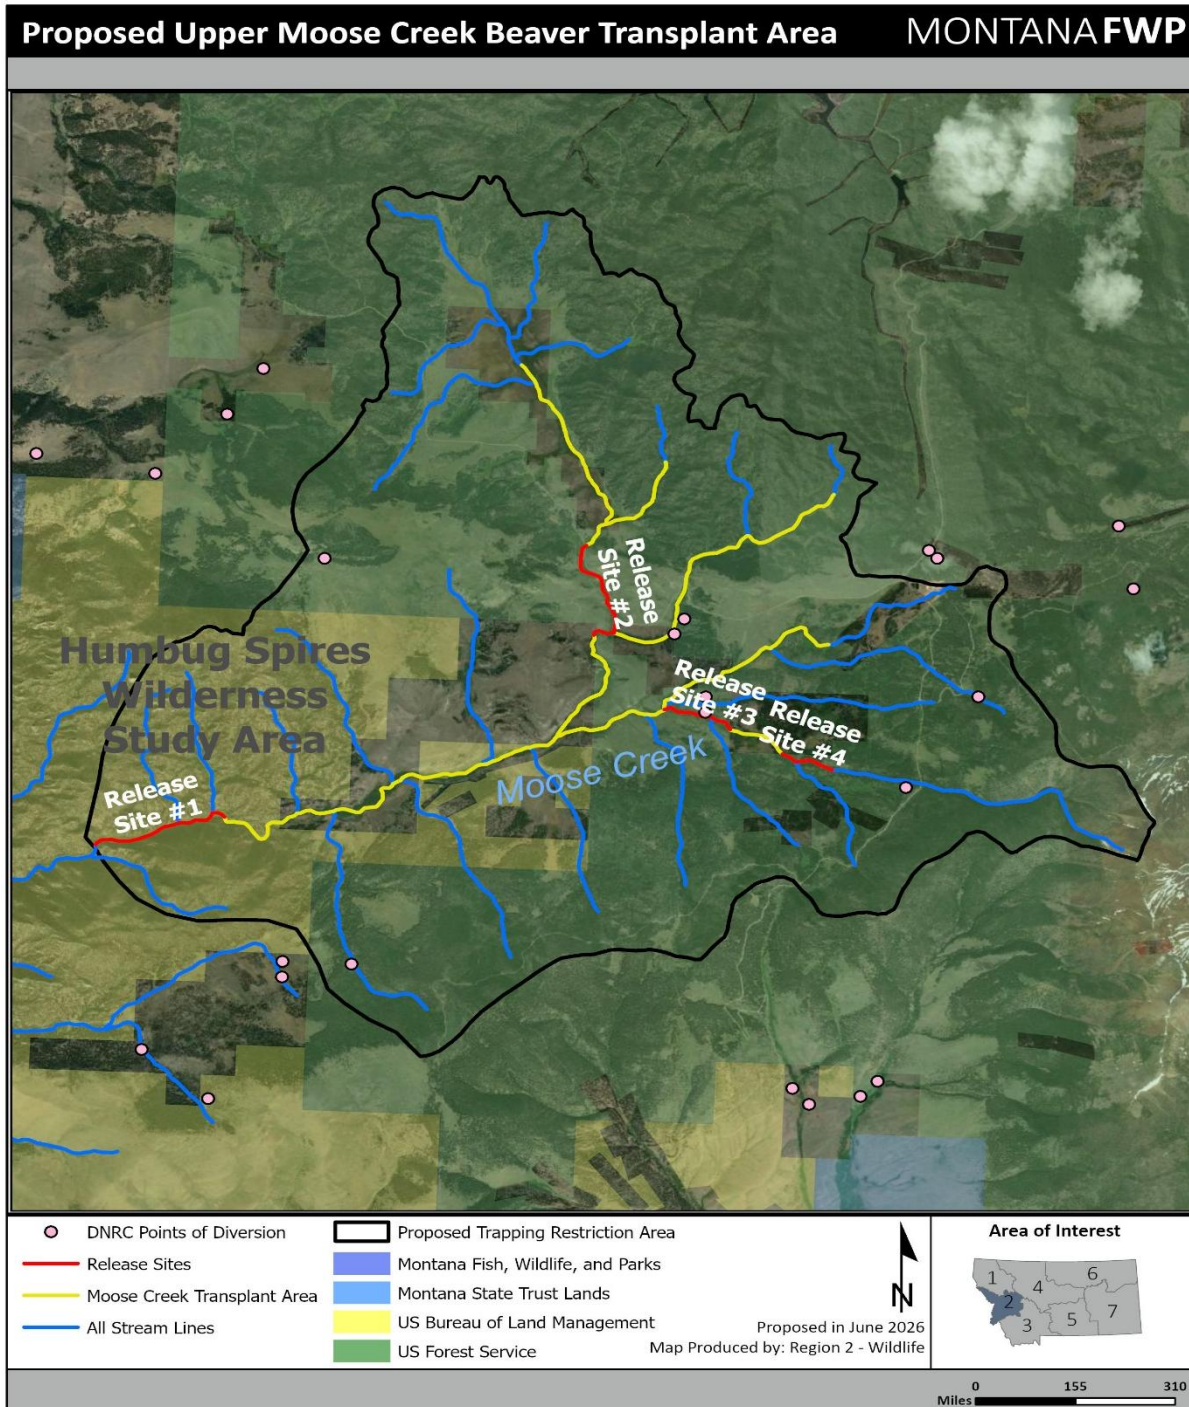 Proposed Upper Moose Creek Beaver Transplant Area
MONTANA FWP
Humbug Spires
Wilderness
Study Area
Release
Site #1
Release
Site #2
Release
Site #3
Release
Site #4
Moose Creek
DNRC Points of Diversion
Release Sites
Moose Creek Transplant Area
All Stream Lines
Proposed Trapping Restriction Area
Montana Fish, Wildlife, and Parks
Montana State Trust Lands
US Bureau of Land Management
US Forest Service
N
Proposed in June 2026
Map Produced by: Region 2 - Wildlife
Area of Interest
1
2
3
4
5
6
7
0 155 310
Miles